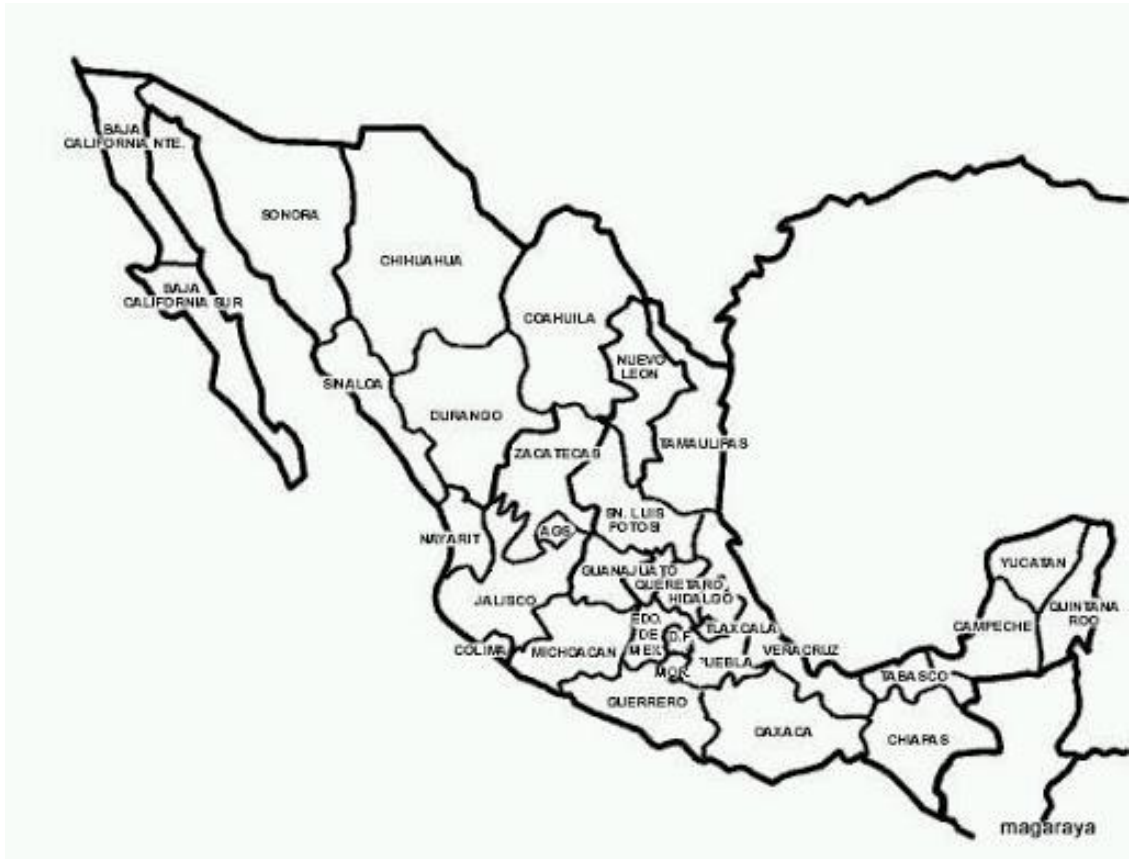 BAJA
CALIFORNIA NTE.
SONORA
CHIHUAHUA
BAJA
CALIFORNIA SUR
COAHUILA
NUEVO
LEON
SINALOA
DURANGO
TAMAULIPAS
ZACATECAS
SN. LUIS
POTOSI
NAYARIT
AGS
GUANAJUATO
QUERETARO
HIDALGO
YUCATAN
JALISCO
QUINTANA
ROO
EDO.
DE
MEX.
D.F
TLAXCALA
CAMPECHE
COLIMA
MICHOACAN
VERACRUZ
PUEBLA
MOR.
TABASCO
GUERRERO
OAXACA
CHIAPAS
magaraya